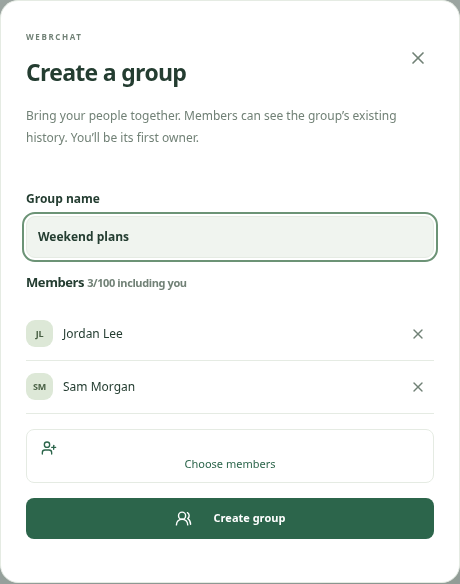 WEBRCHAT
Create a group
Bring your people together. Members can see the group’s existing
history. You’ll be its first owner.
Group name
Weekend plans
Members 3/100 including you
JL Jordan Lee
SM Sam Morgan
Choose members
Create group